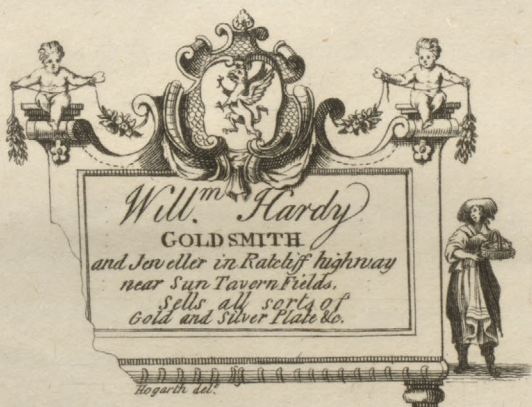 Will.m Hardy
GOLDSMITH
and Jeweller in Ratcliff highway
near Sun Tavern Fields.
Sells all sorts of
Gold and Silver Plate &c.
Hogarth del.t